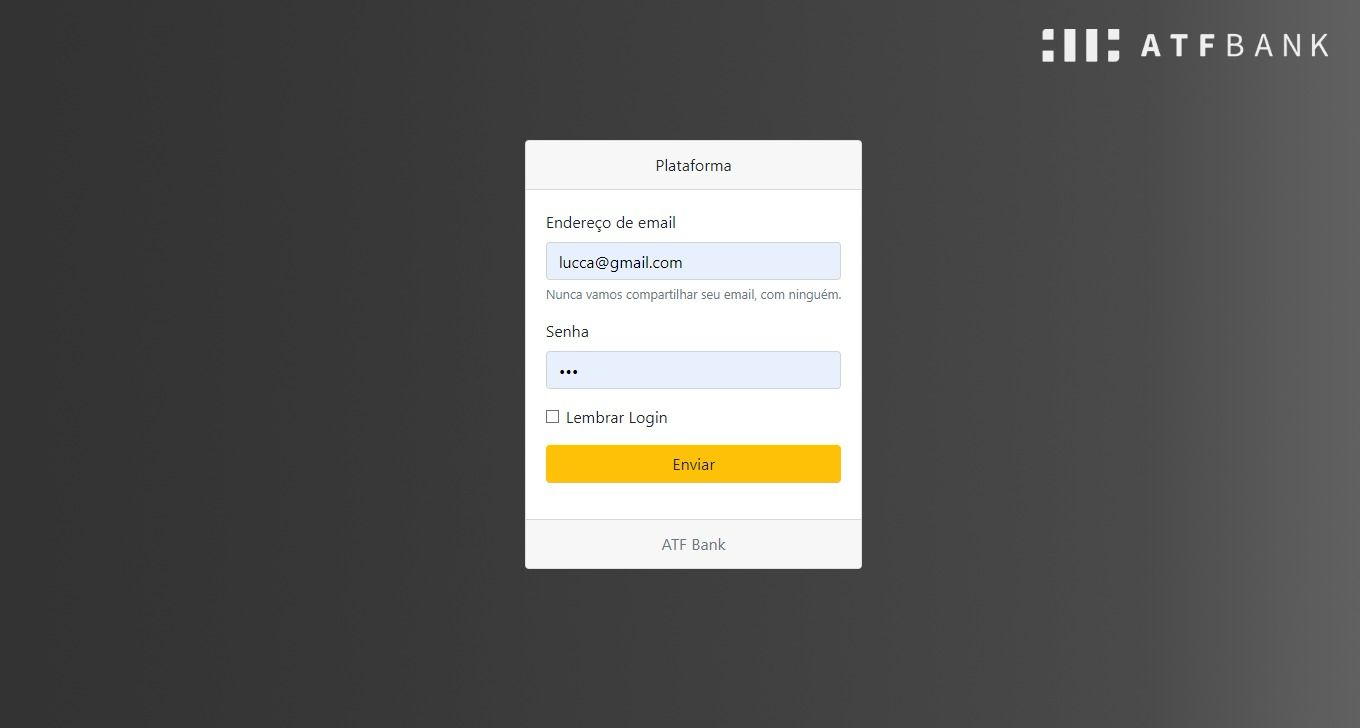 ATFBANK
Plataforma
Endereço de email
lucca@gmail.com
Nunca vamos compartilhar seu email, com ninguém.
Senha
•••
Lembrar Login
Enviar
ATF Bank